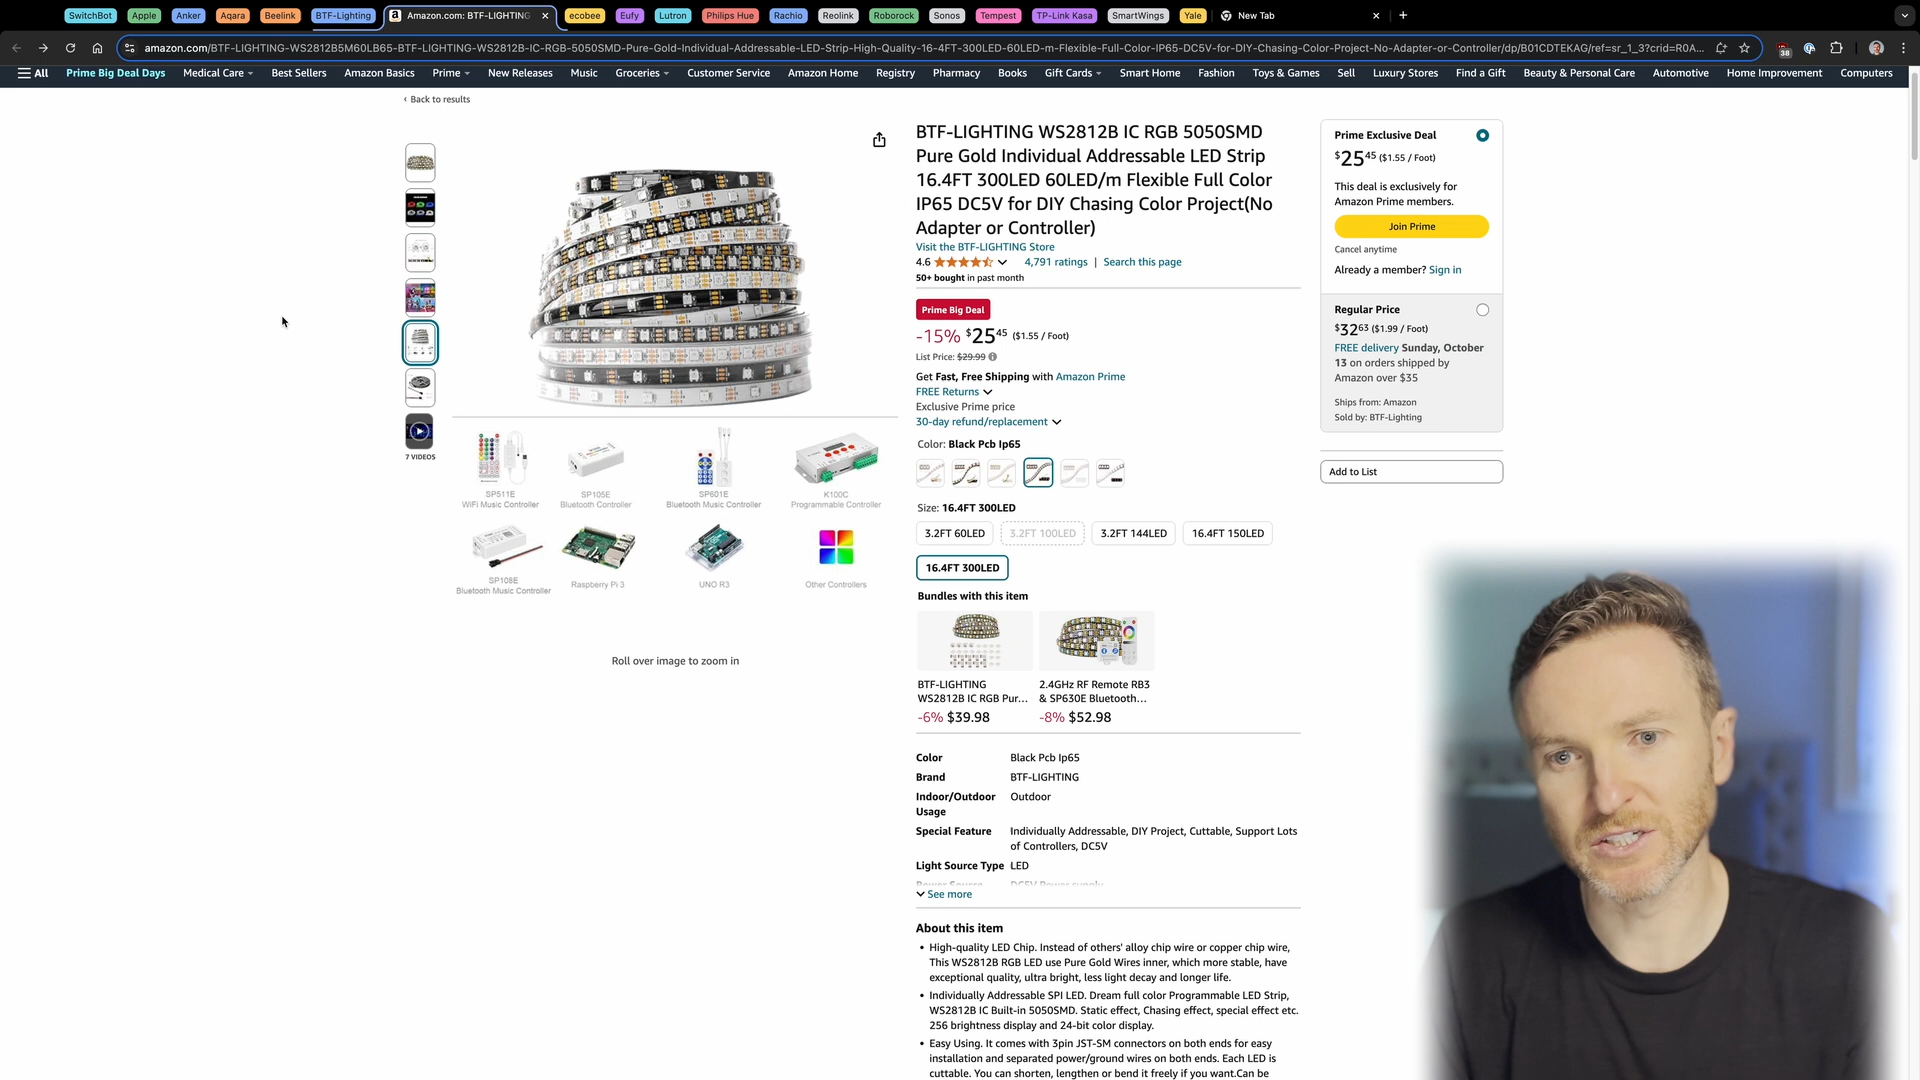 SwitchBot
Apple
Anker
Aqara
Beelink
BTF-Lighting
Amazon.com: BTF-LIGHTING
ecobee
Eufy
Lutron
Philips Hue
Rachio
Reolink
Roborock
Sonos
Tempest
TP-Link Kasa
SmartWings
Yale
New Tab
amazon.com/BTF-LIGHTING-WS2812B5M60LB65-BTF-LIGHTING-WS2812B-IC-RGB-5050SMD-Pure-Gold-Individual-Addressable-LED-Strip-High-Quality-16-4FT-300LED-60LED-m-Flexible-Full-Color-IP65-DC5V-for-DIY-Chasing-Color-Project-No-Adapter-or-Controller/dp/B01CDTEKAG/ref=sr_1_3?crid=R0A...
38
All
Prime Big Deal Days
Medical Care
Best Sellers
Amazon Basics
Prime
New Releases
Music
Groceries
Customer Service
Amazon Home
Registry
Pharmacy
Books
Gift Cards
Smart Home
Fashion
Toys & Games
Sell
Luxury Stores
Find a Gift
Beauty & Personal Care
Automotive
Home Improvement
Computers
‹ Back to results
7 VIDEOS
SP511E
WiFi Music Controller
SP105E
Bluetooth Controller
SP601E
Bluetooth Music Controller
K100C
Programmable Controller
SP108E
Bluetooth Music Controller
Raspberry Pi 3
UNO R3
Other Controllers
Roll over image to zoom in
BTF-LIGHTING WS2812B IC RGB 5050SMD
Pure Gold Individual Addressable LED Strip
16.4FT 300LED 60LED/m Flexible Full Color
IP65 DC5V for DIY Chasing Color Project(No
Adapter or Controller)
Visit the BTF-LIGHTING Store
4.6 4,791 ratings | Search this page
50+ bought in past month
Prime Big Deal
-15% $2545 ($1.55 / Foot)
List Price: $29.99
Get Fast, Free Shipping with Amazon Prime
FREE Returns
Exclusive Prime price
30-day refund/replacement
Color: Black Pcb Ip65
Size: 16.4FT 300LED
3.2FT 60LED
3.2FT 100LED
3.2FT 144LED
16.4FT 150LED
16.4FT 300LED
Bundles with this item
BTF-LIGHTING
WS2812B IC RGB Pur...
-6% $39.98
2.4GHz RF Remote RB3
& SP630E Bluetooth...
-8% $52.98
Color Black Pcb Ip65
Brand BTF-LIGHTING
Indoor/Outdoor Outdoor
Usage
Special Feature Individually Addressable, DIY Project, Cuttable, Support Lots
of Controllers, DC5V
Light Source Type LED
Power Source DC5V Power supply
See more
About this item
• High-quality LED Chip. Instead of others' alloy chip wire or copper chip wire,
This WS2812B RGB LED use Pure Gold Wires inner, which more stable, have
exceptional quality, ultra bright, less light decay and longer life.
• Individually Addressable SPI LED. Dream full color Programmable LED Strip,
WS2812B IC Built-in 5050SMD. Static effect, Chasing effect, special effect etc.
256 brightness display and 24-bit color display.
• Easy Using. It comes with 3pin JST-SM connectors on both ends for easy
installation and separated power/ground wires on both ends. Each LED is
cuttable. You can shorten, lengthen or bend it freely if you want.Can be
Prime Exclusive Deal
$2545 ($1.55 / Foot)
This deal is exclusively for
Amazon Prime members.
Join Prime
Cancel anytime
Already a member? Sign in
Regular Price
$3263 ($1.99 / Foot)
FREE delivery Sunday, October
13 on orders shipped by
Amazon over $35
Ships from: Amazon
Sold by: BTF-Lighting
Add to List